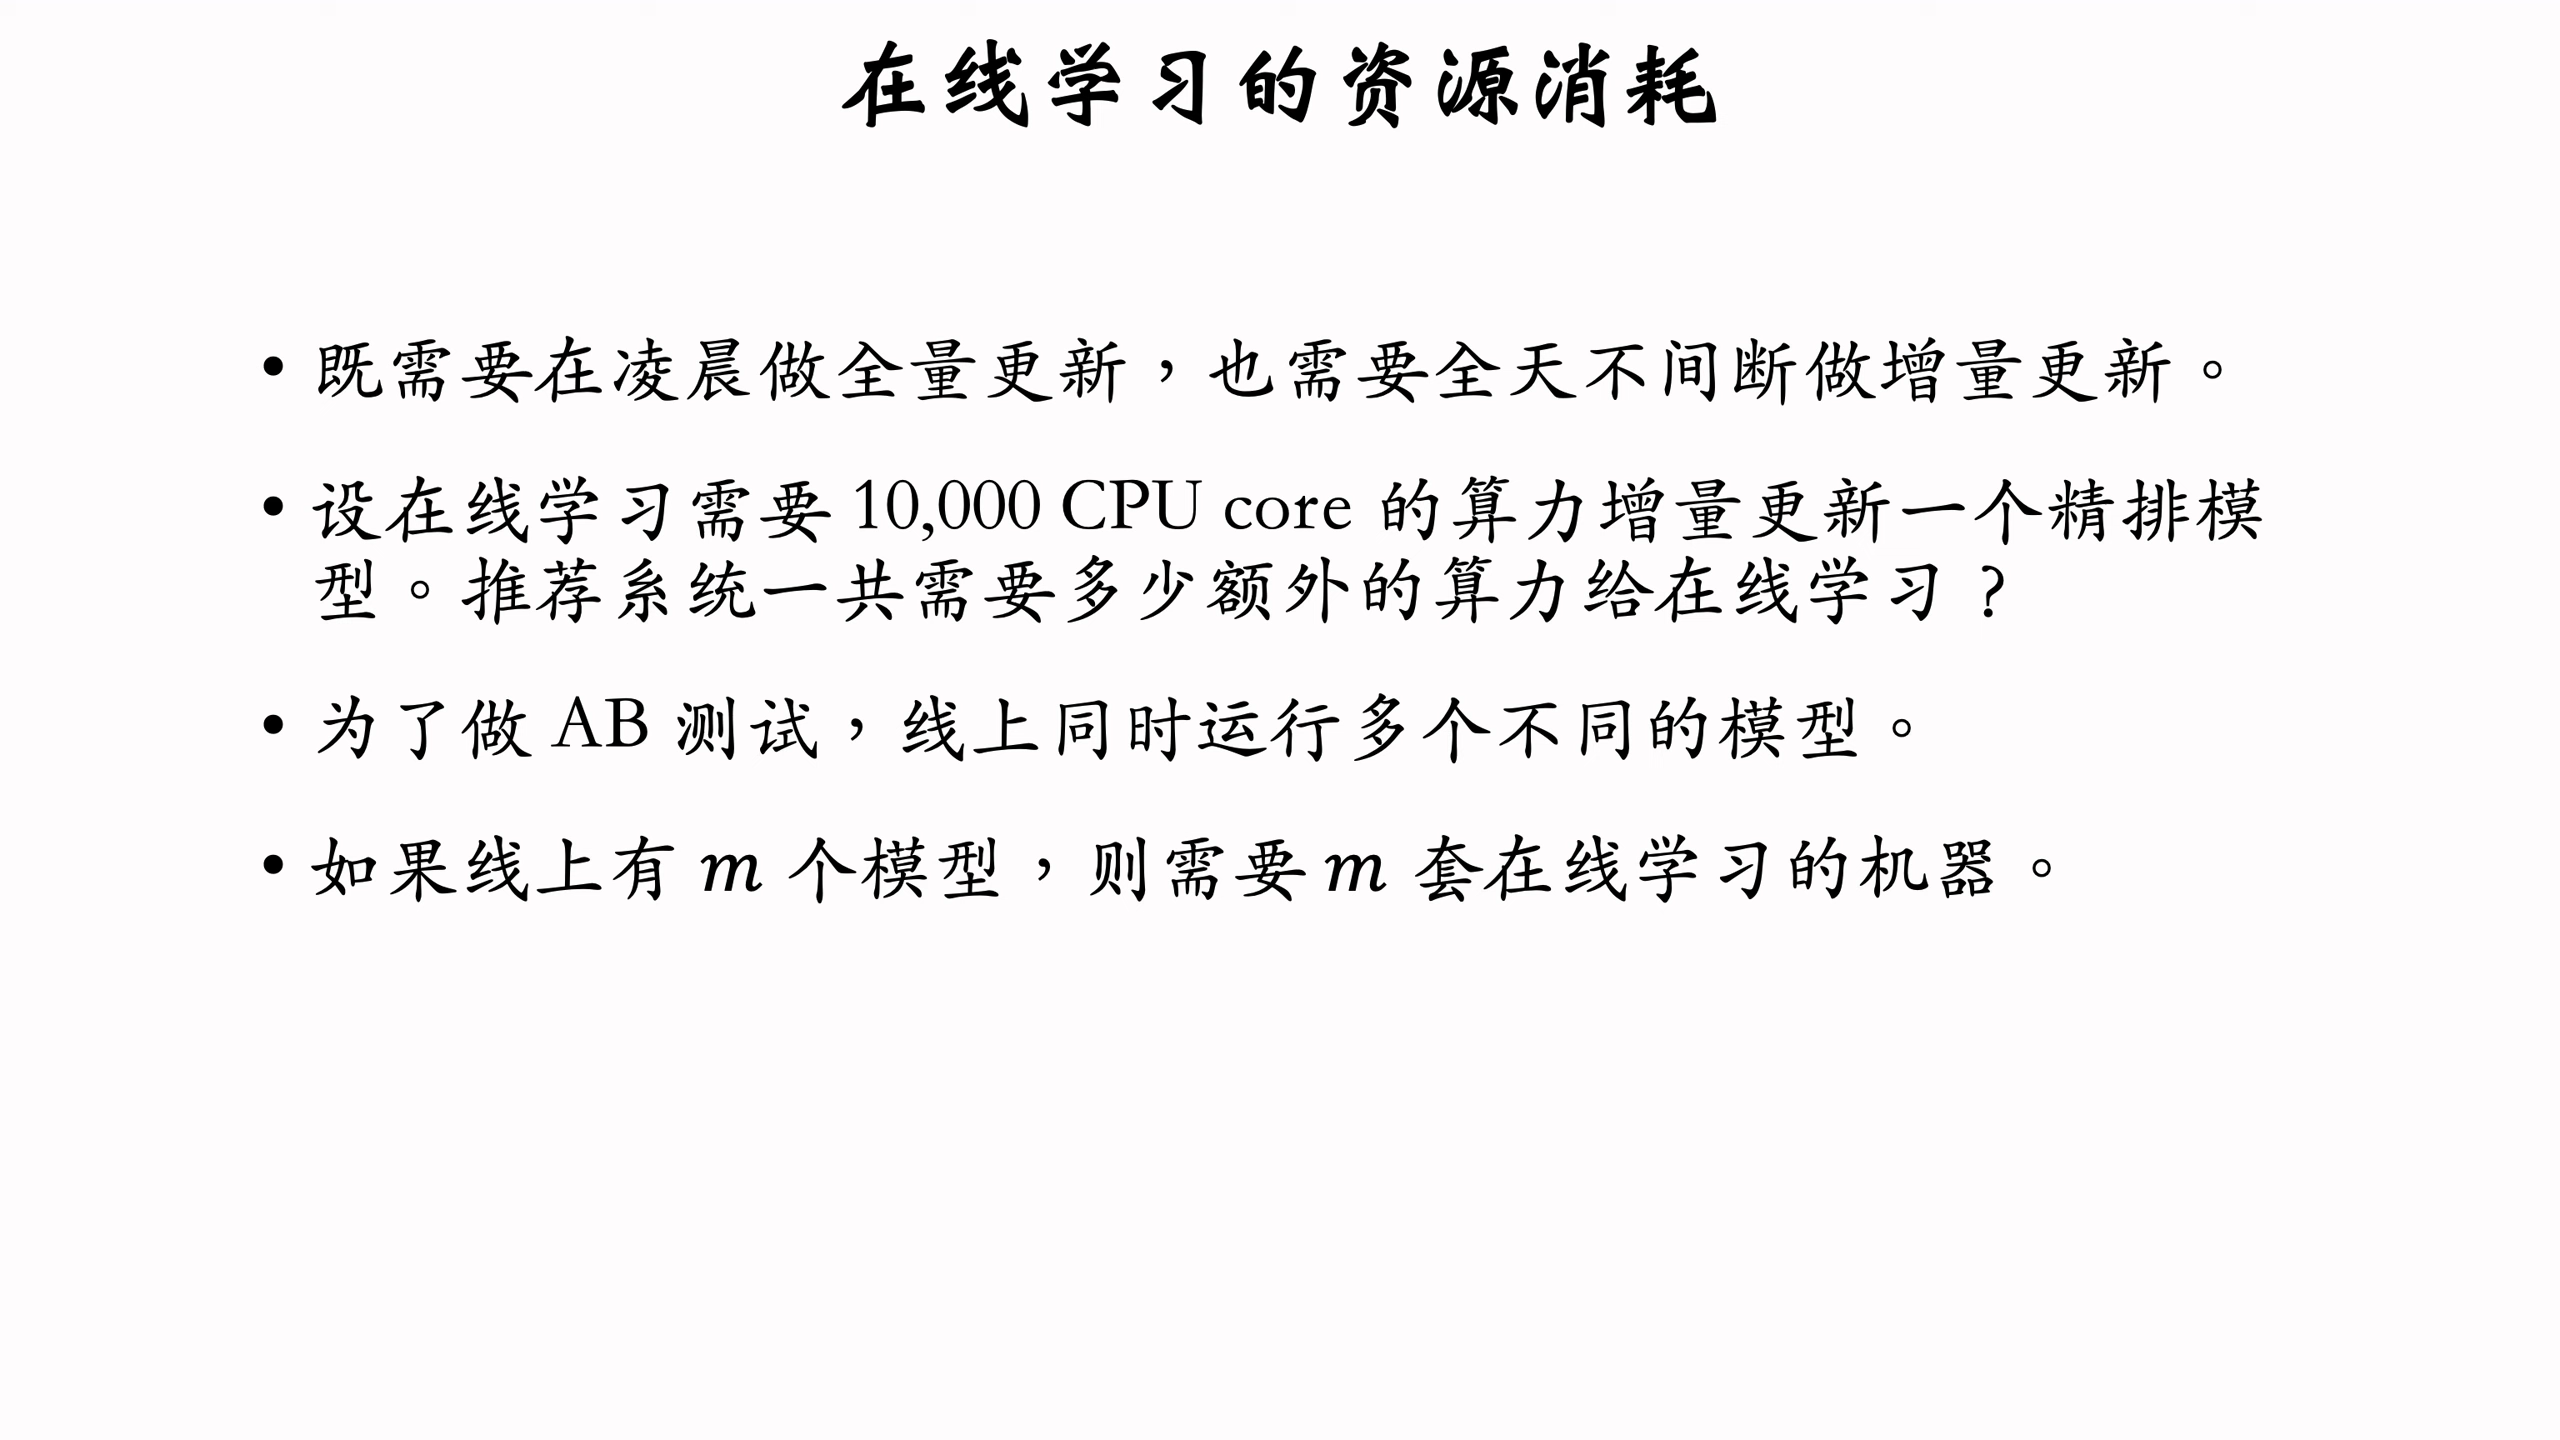 在线学习的资源消耗
• 既需要在凌晨做全量更新，也需要全天不间断做增量更新。
• 设在线学习需要 10,000 CPU core 的算力增量更新一个精排模
型。推荐系统一共需要多少额外的算力给在线学习？
• 为了做 AB 测试，线上同时运行多个不同的模型。
• 如果线上有 m 个模型，则需要 m 套在线学习的机器。